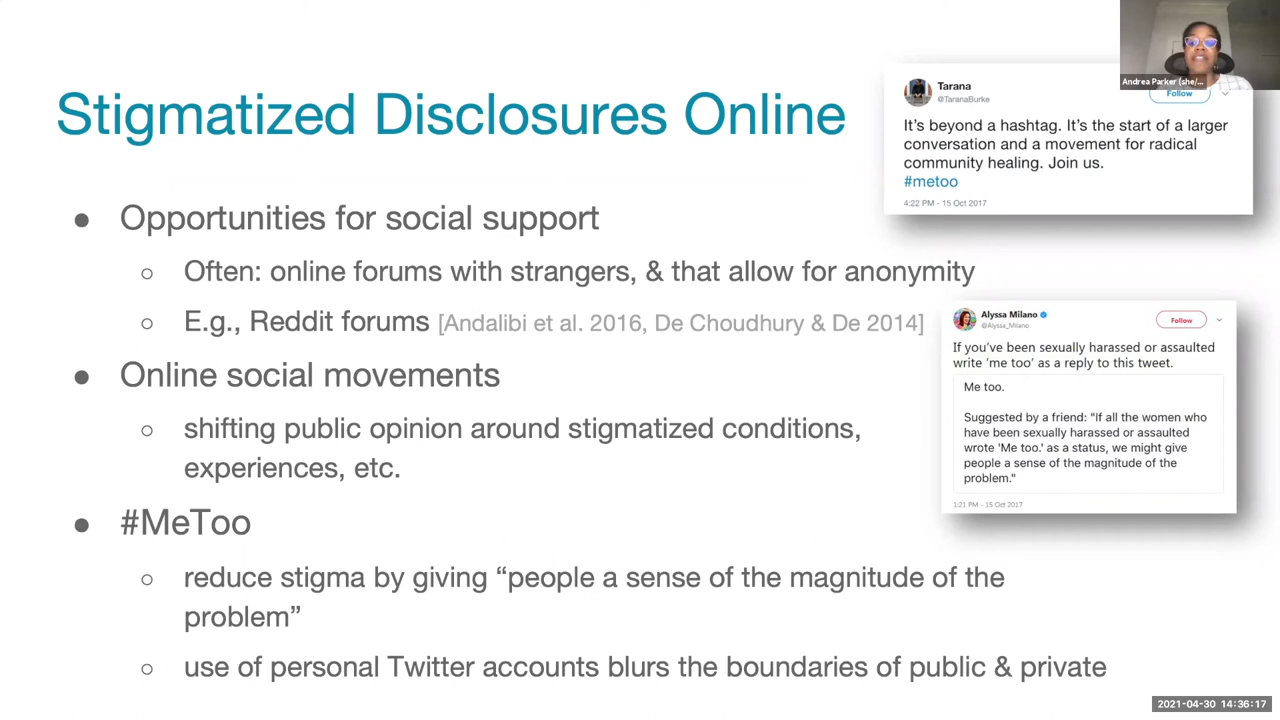 Stigmatized Disclosures Online
● Opportunities for social support
○ Often: online forums with strangers, & that allow for anonymity
○ E.g., Reddit forums [Andalibi et al. 2016, De Choudhury & De 2014]
● Online social movements
○ shifting public opinion around stigmatized conditions,
experiences, etc.
● #MeToo
○ reduce stigma by giving “people a sense of the magnitude of the
problem”
○ use of personal Twitter accounts blurs the boundaries of public & private
Andrea Parker (she/...
Tarana
@TaranaBurke
Follow
It’s beyond a hashtag. It’s the start of a larger
conversation and a movement for radical
community healing. Join us.
#metoo
4:22 PM - 15 Oct 2017
Alyssa Milano
@Alyssa_Milano
Follow
If you’ve been sexually harassed or assaulted
write ‘me too’ as a reply to this tweet.
Me too.
Suggested by a friend: "If all the women who
have been sexually harassed or assaulted
wrote 'Me too.' as a status, we might give
people a sense of the magnitude of the
problem."
1:21 PM - 15 Oct 2017
2021-04-30 14:36:17